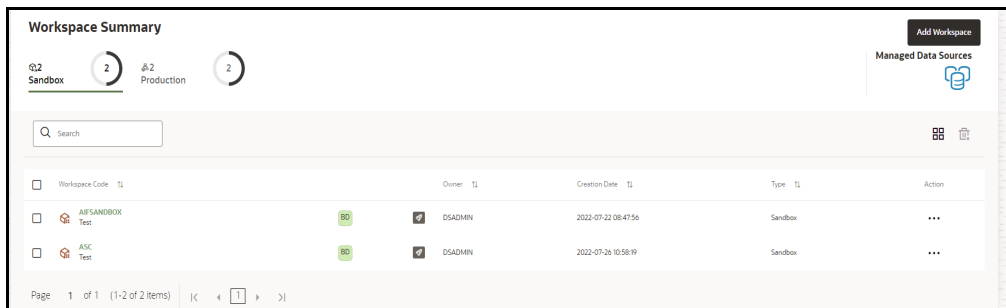 Workspace Summary
Add Workspace
2
Sandbox
2
2
Production
2
Managed Data Sources
Search
Workspace Code Owner Creation Date Type Action
AIFSANDBOX
Test
BD DSADMIN 2022-07-22 08:47:56 Sandbox
ASC
Test
BD DSADMIN 2022-07-26 10:58:19 Sandbox
Page 1 of 1 (1-2 of 2 items) 1